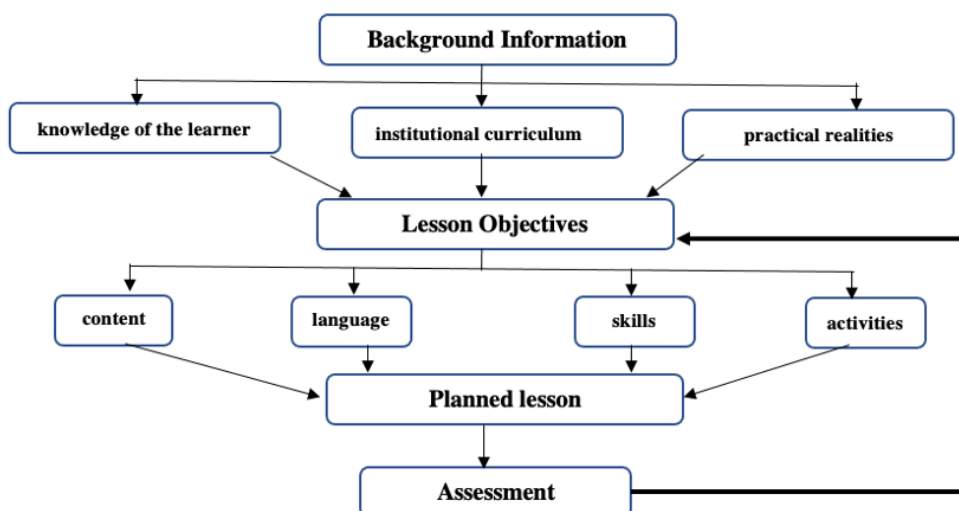 Background Information
knowledge of the learner
institutional curriculum
practical realities
Lesson Objectives
content
language
skills
activities
Planned lesson
Assessment